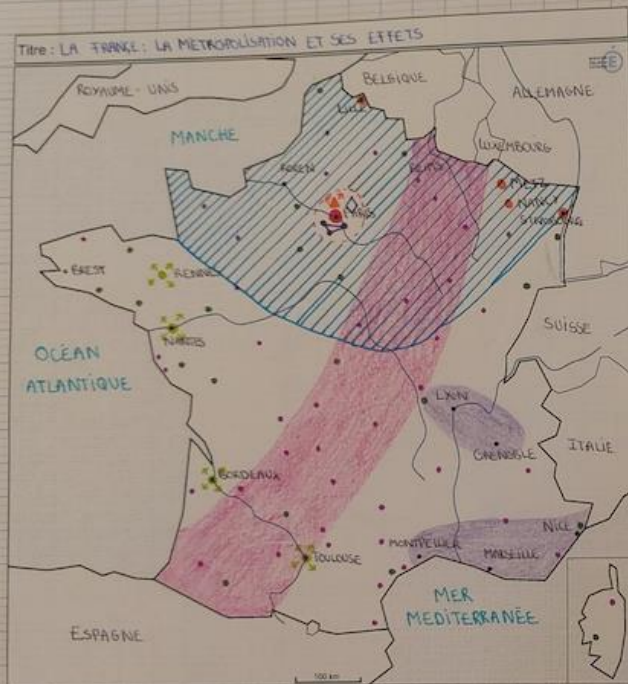 Titre : LA FRANCE : LA METROPOLISATION ET SES EFFETS
ROYAUME-UNIS
BELGIQUE
ALLEMAGNE
LILLE
MANCHE
LUXEMBOURG
ROUEN
REIMS
METZ
NANCY
STRASBOURG
PARIS
BREST
RENNES
NANTES
SUISSE
OCÉAN
ATLANTIQUE
LYON
GRENOBLE
ITALIE
BORDEAUX
NICE
MONTPELLIER
MARSEILLE
TOULOUSE
MER
MEDITERRANÉE
ESPAGNE
100 km